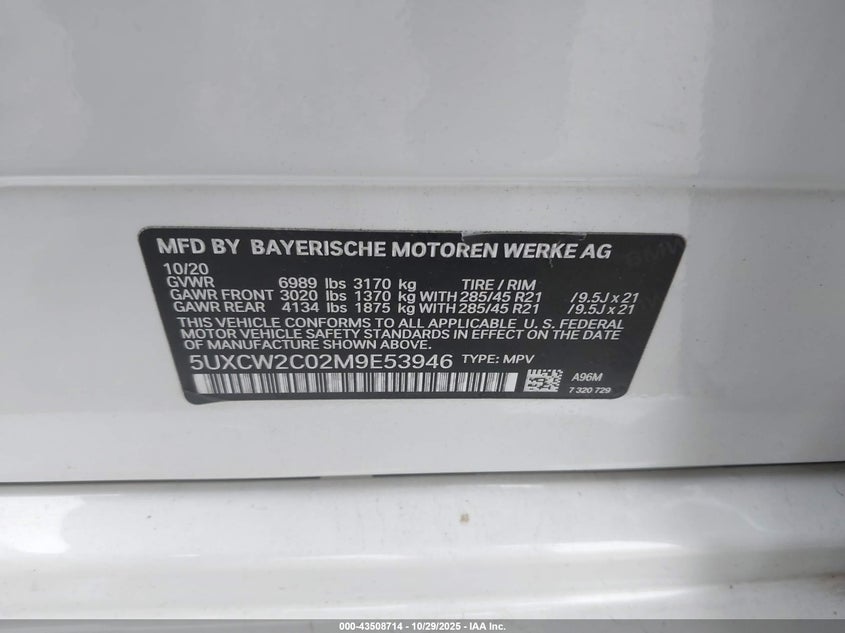 MFD BY BAYERISCHE MOTOREN WERKE AG
10/20
GVWR 6989 lbs 3170 kg TIRE / RIM
GAWR FRONT 3020 lbs 1370 kg WITH 285/45 R21 /9.5J x 21
GAWR REAR 4134 lbs 1875 kg WITH 285/45 R21 /9.5J x 21
THIS VEHICLE CONFORMS TO ALL APPLICABLE U. S. FEDERAL
MOTOR VEHICLE SAFETY STANDARDS IN EFFECT ON THE DATE
OF MANUFACTURE SHOWN ABOVE.
5UXCW2C02M9E53946 TYPE: MPV
A96M
7 320 729
BMW
000-43508714 - 10/29/2025 - IAA Inc.